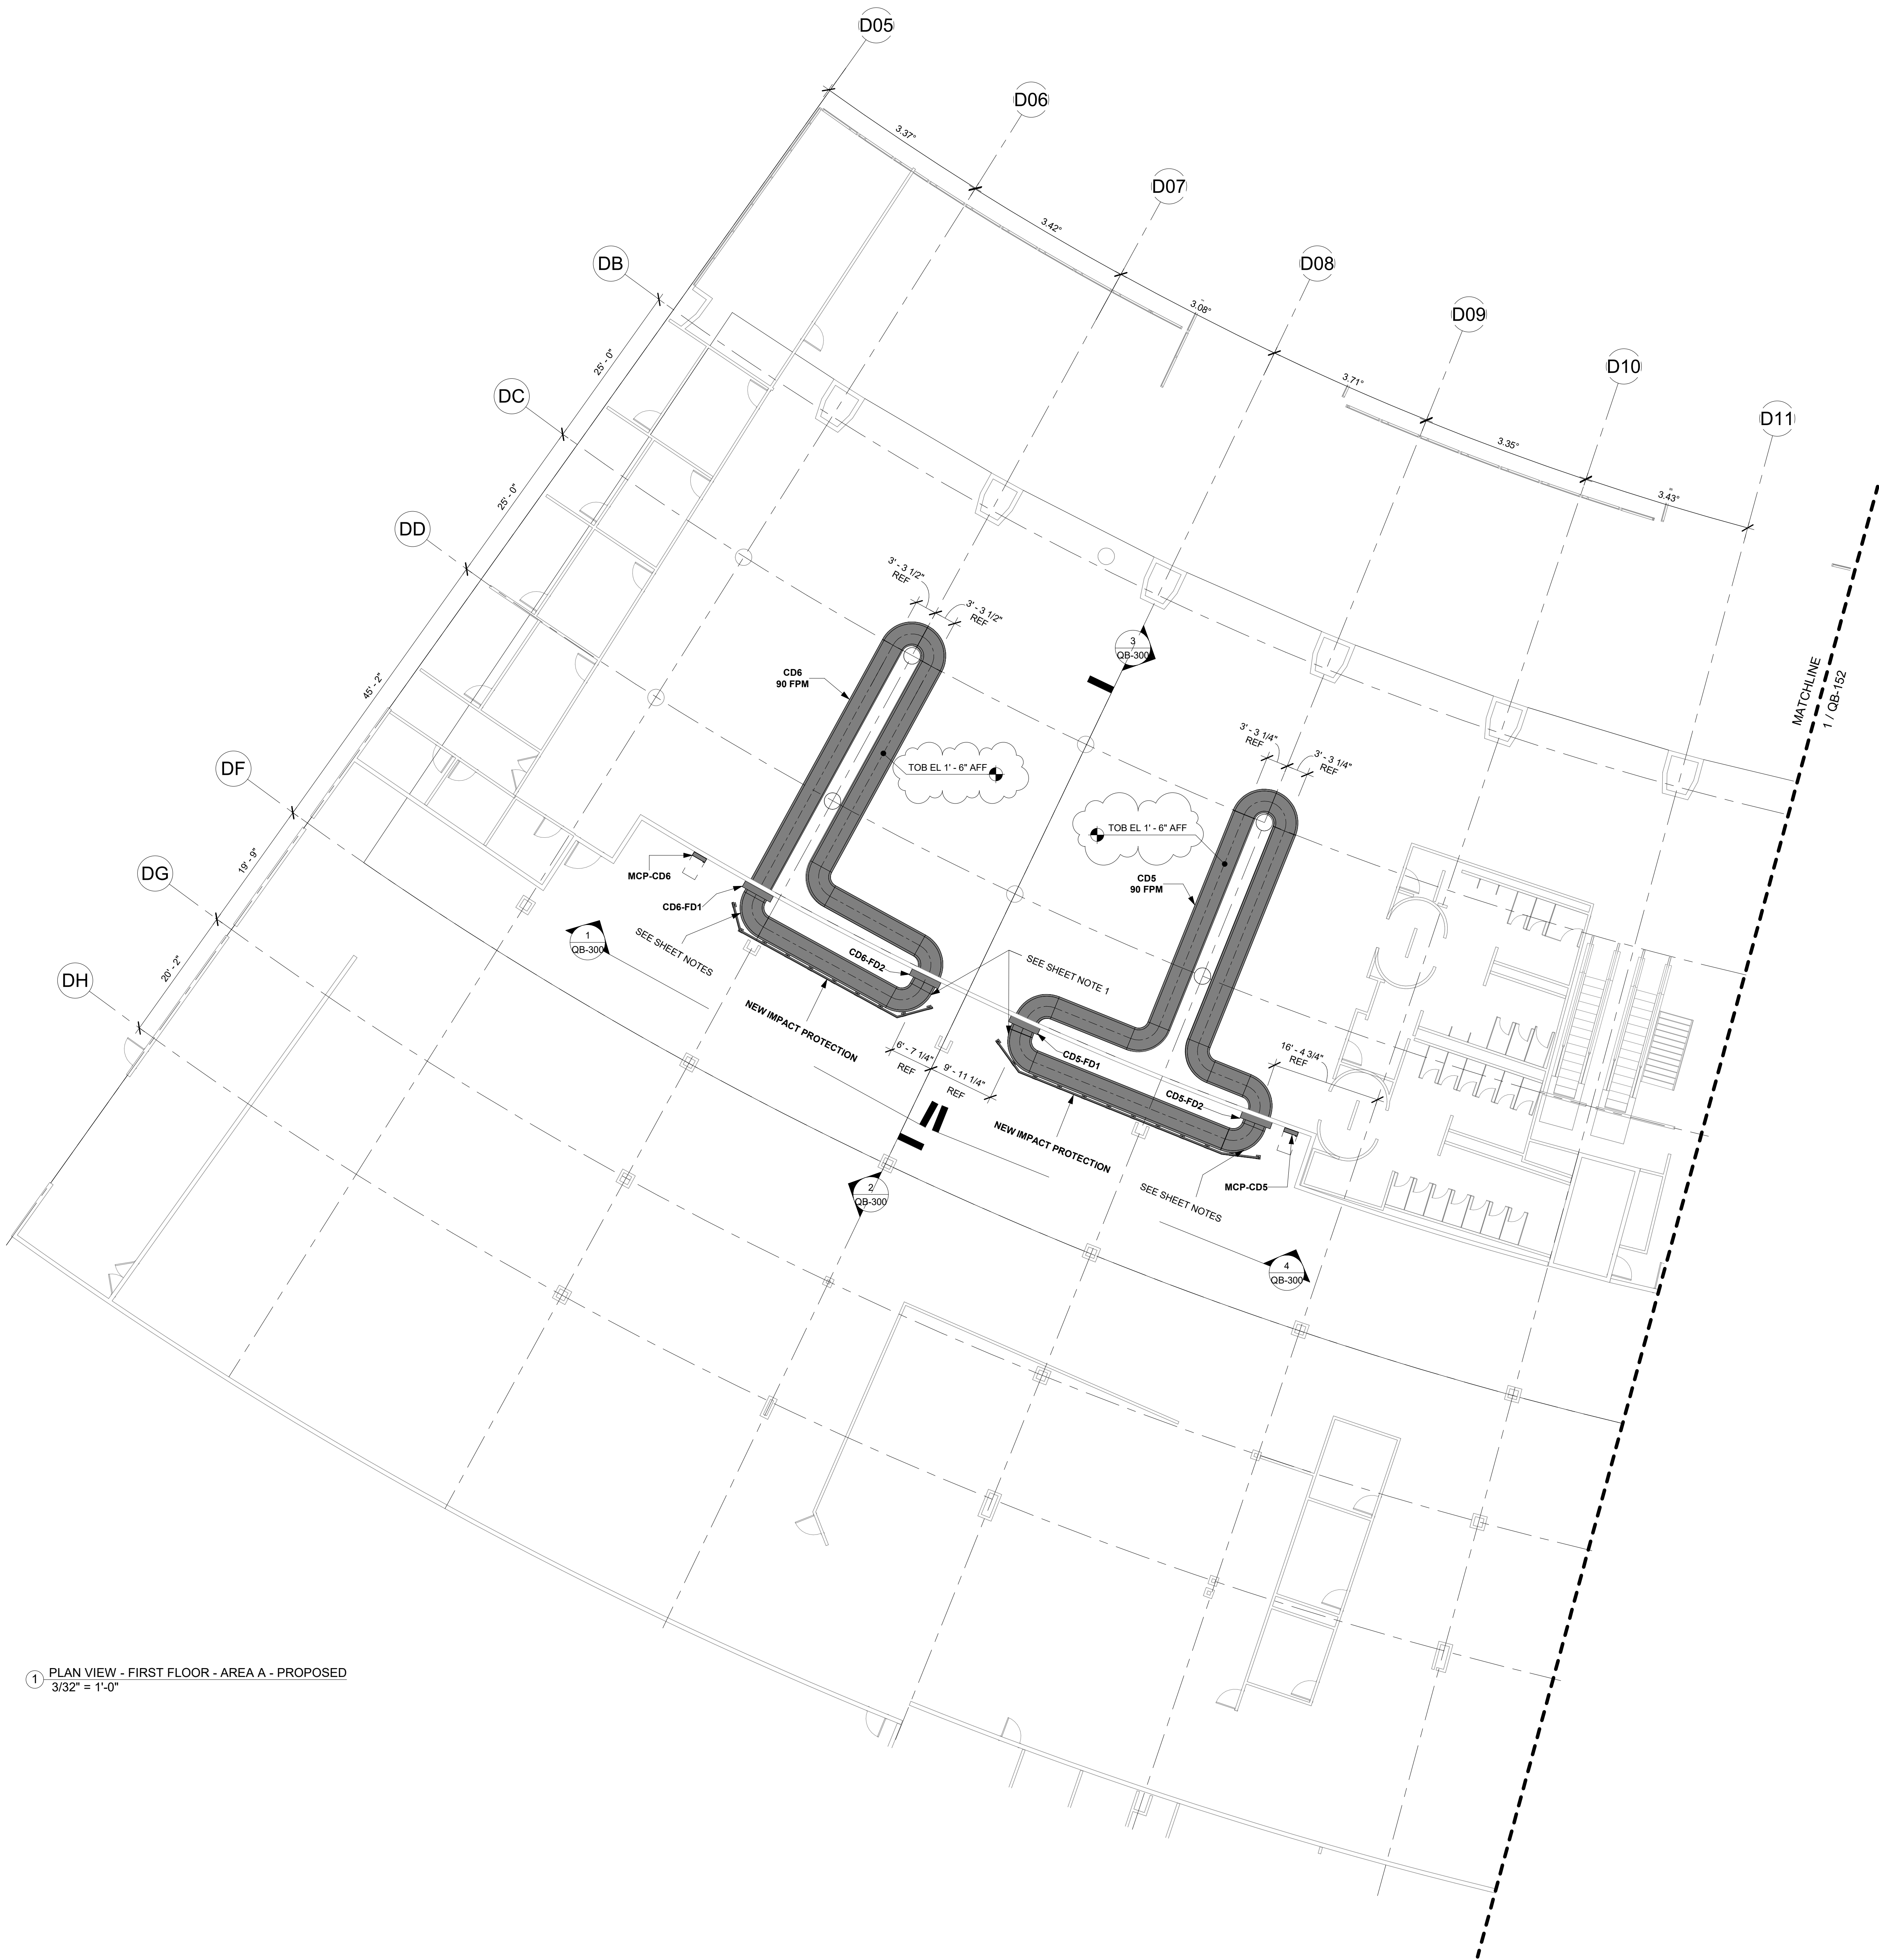 D05
D06
D07
D08
D09
D10
D11
3.37°
3.42°
3.08°
3.71°
3.35°
3.43°
DB
DC
DD
DF
DG
DH
25' - 0"
25' - 0"
45' - 2"
19' - 9"
20' - 2"
MATCHLINE
1 / QB-152
3' - 3 1/2"
REF
3' - 3 1/2"
REF
3
QB-300
CD6
90 FPM
TOB EL 1' - 6" AFF
3' - 3 1/4"
REF
3' - 3 1/4"
REF
TOB EL 1' - 6" AFF
CD5
90 FPM
MCP-CD6
CD6-FD1
1
QB-300
SEE SHEET NOTES
CD6-FD2
SEE SHEET NOTE 1
NEW IMPACT PROTECTION
6' - 7 1/4"
REF
9' - 11 1/4"
REF
CD5-FD1
16' - 4 3/4"
REF
CD5-FD2
NEW IMPACT PROTECTION
MCP-CD5
SEE SHEET NOTES
2
QB-300
4
QB-300
1
PLAN VIEW - FIRST FLOOR - AREA A - PROPOSED
3/32" = 1'-0"